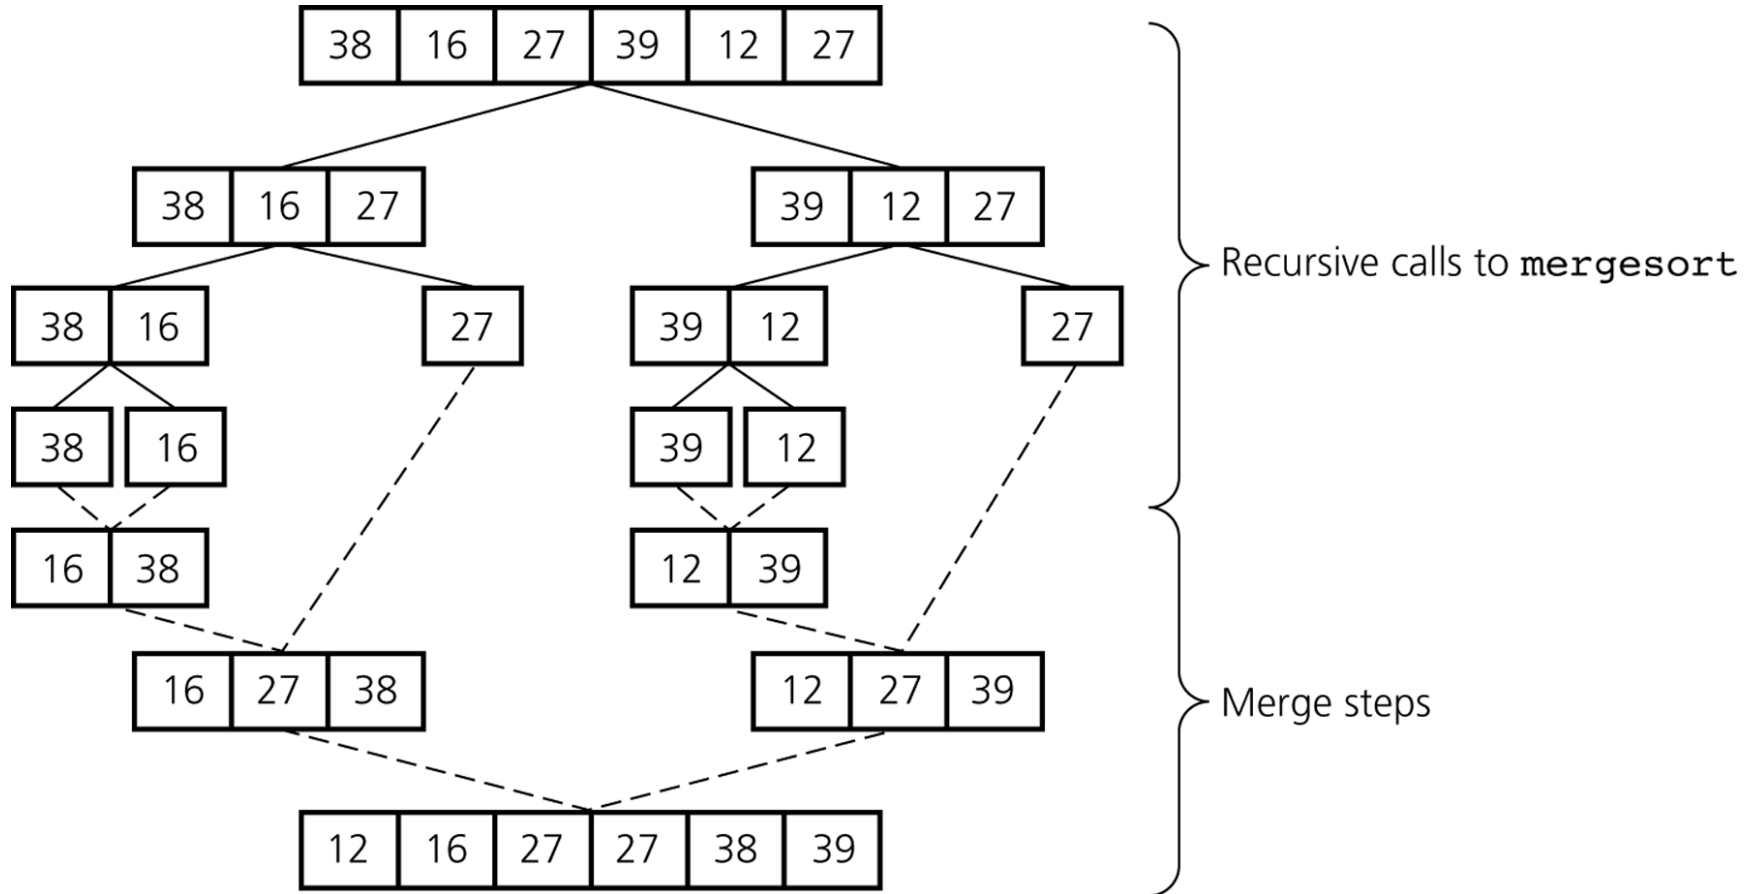 38 16 27 39 12 27
38 16 27 39 12 27
Recursive calls to mergesort
38 16 27 39 12 27
38 16 39 12
16 38 12 39
16 27 38 12 27 39
Merge steps
12 16 27 27 38 39